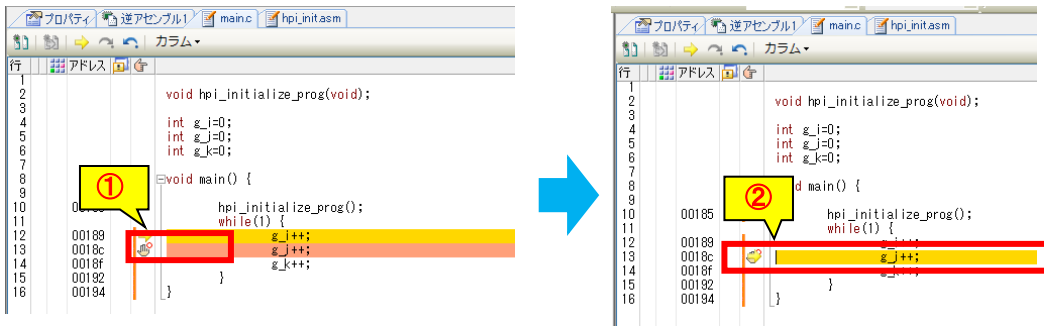 プロパティ 逆アセンブル1 main.c hpi_init.asm
カラム
行 アドレス
1
2 void hpi_initialize_prog(void);
3
4 int g_i=0;
5 int g_j=0;
6 int g_k=0;
7
8 void main() {
9
10 hpi_initialize_prog();
11 while(1) {
12 00189 g_i++;
13 0018c g_j++;
14 0018f g_k++;
15 00192 }
16 00194 }
①
プロパティ 逆アセンブル1 main.c hpi_init.asm
カラム
行 アドレス
1
2 void hpi_initialize_prog(void);
3
4 int g_i=0;
5 int g_j=0;
6 int g_k=0;
7
8 d main() {
9
10 00185 hpi_initialize_prog();
11 while(1) {
12 00189 g_i++;
13 0018c g_j++;
14 0018f g_k++;
15 00192 }
16 00194 }
②